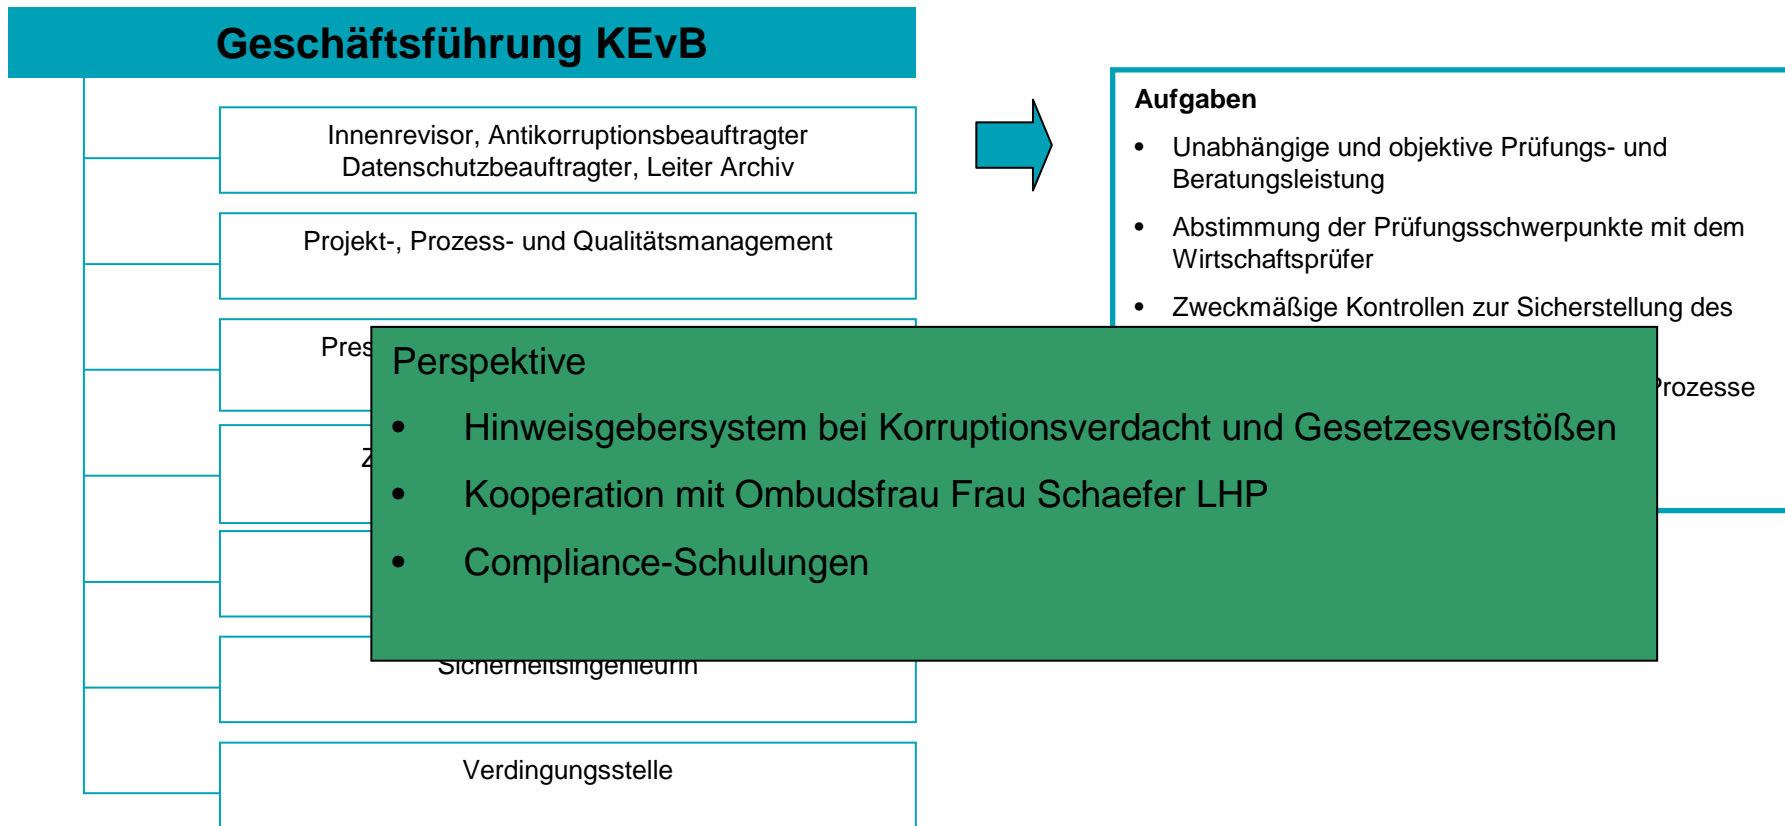 Geschäftsführung KEvB
Innenrevisor, Antikorruptionsbeauftragter
Datenschutzbeauftragter, Leiter Archiv
Projekt-, Prozess- und Qualitätsmanagement
Sicherheitsingenieurin
Verdingungsstelle
Aufgaben
• Unabhängige und objektive Prüfungs- und
Beratungsleistung
• Abstimmung der Prüfungsschwerpunkte mit dem
Wirtschaftsprüfer
• Zweckmäßige Kontrollen zur Sicherstellung des
Prozesse
Perspektive
• Hinweisgebersystem bei Korruptionsverdacht und Gesetzesverstößen
• Kooperation mit Ombudsfrau Frau Schaefer LHP
• Compliance-Schulungen